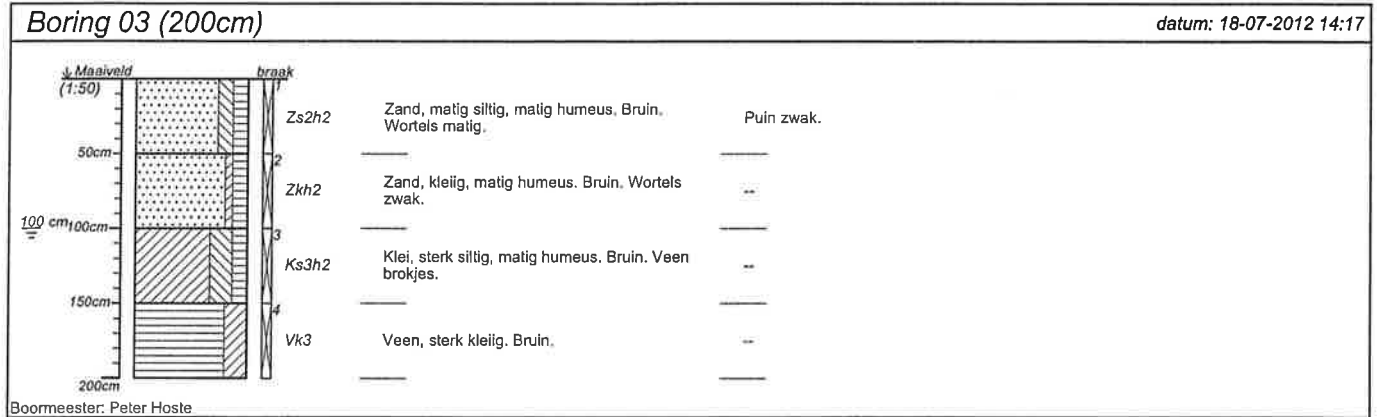 Boring 03 (200cm) datum: 18-07-2012 14:17
Maaiveld braak
(1:50) 1
Zs2h2 Zand, matig siltig, matig humeus. Bruin. Puin zwak.
Wortels matig.
50cm
2
Zkh2 Zand, kleiig, matig humeus. Bruin. Wortels --
zwak.
100 cm 100cm
3
Ks3h2 Klei, sterk siltig, matig humeus. Bruin. Veen --
brokjes.
150cm
4
Vk3 Veen, sterk kleiig. Bruin. --
200cm
Boormeester: Peter Hoste